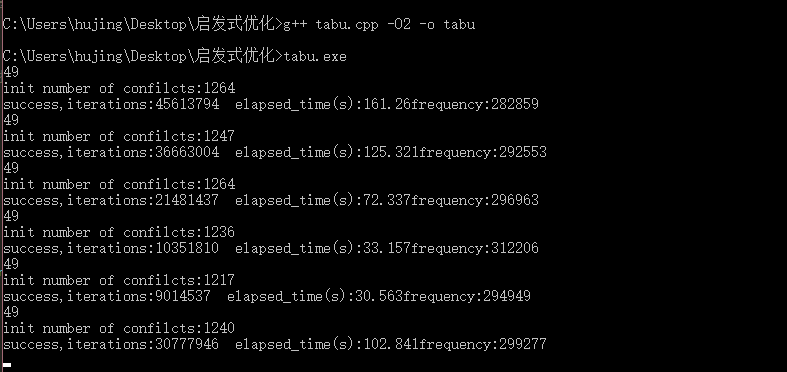 C:\Users\hujing\Desktop\启发式优化>g++ tabu.cpp -O2 -o tabu
C:\Users\hujing\Desktop\启发式优化>tabu.exe
49
init number of confilcts:1264
success,iterations:45613794  elapsed_time(s):161.26frequency:282859
49
init number of confilcts:1247
success,iterations:36663004  elapsed_time(s):125.321frequency:292553
49
init number of confilcts:1264
success,iterations:21481437  elapsed_time(s):72.337frequency:296963
49
init number of confilcts:1236
success,iterations:10351810  elapsed_time(s):33.157frequency:312206
49
init number of confilcts:1217
success,iterations:9014537  elapsed_time(s):30.563frequency:294949
49
init number of confilcts:1240
success,iterations:30777946  elapsed_time(s):102.841frequency:299277